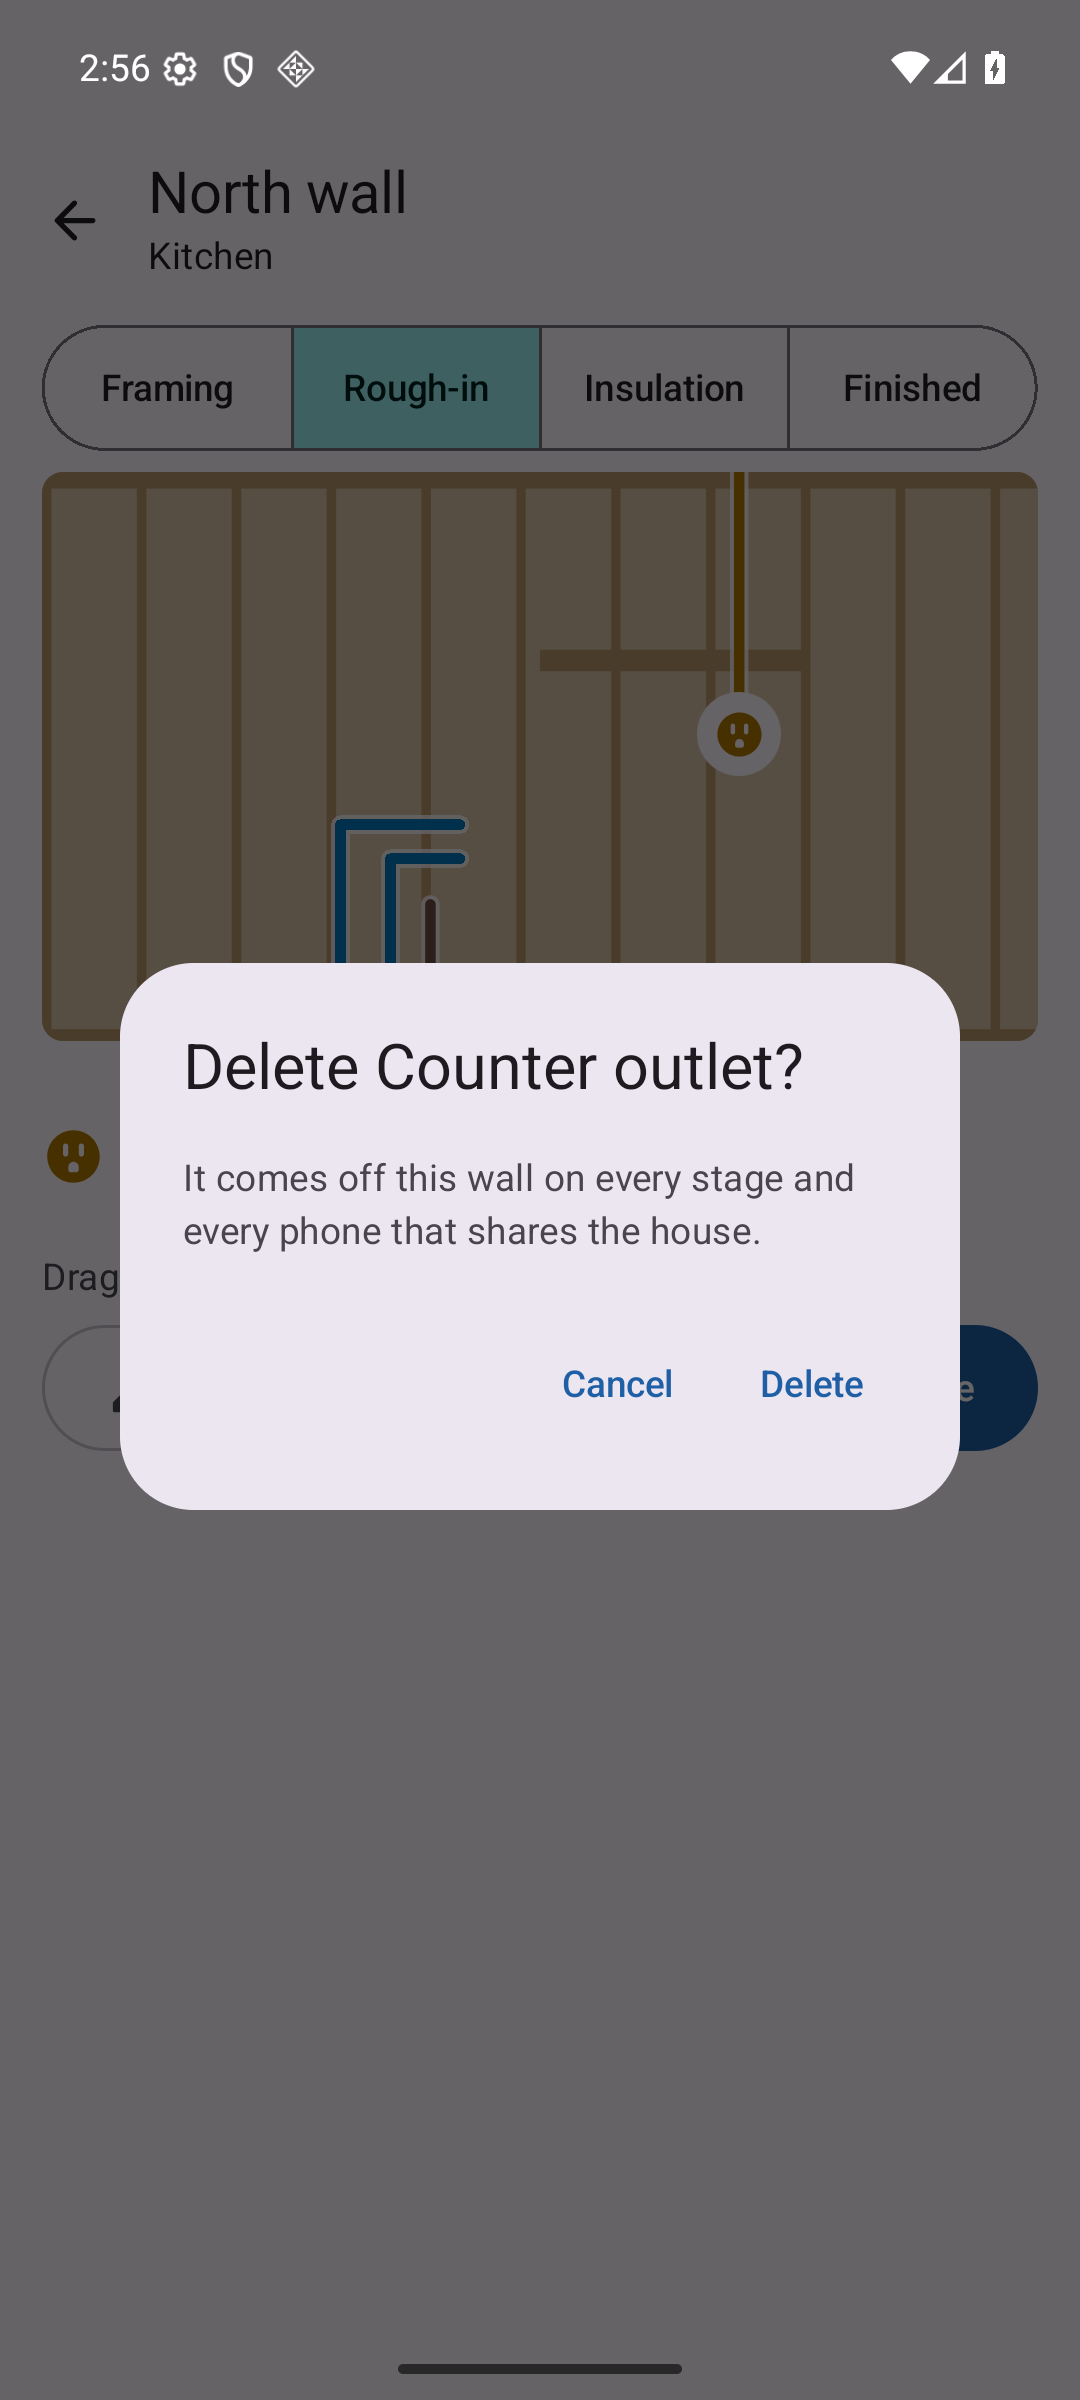 2:56
North wall
Kitchen
Framing
Rough-in
Insulation
Finished
Delete Counter outlet?
It comes off this wall on every stage and
every phone that shares the house.
Drag
Cancel
Delete